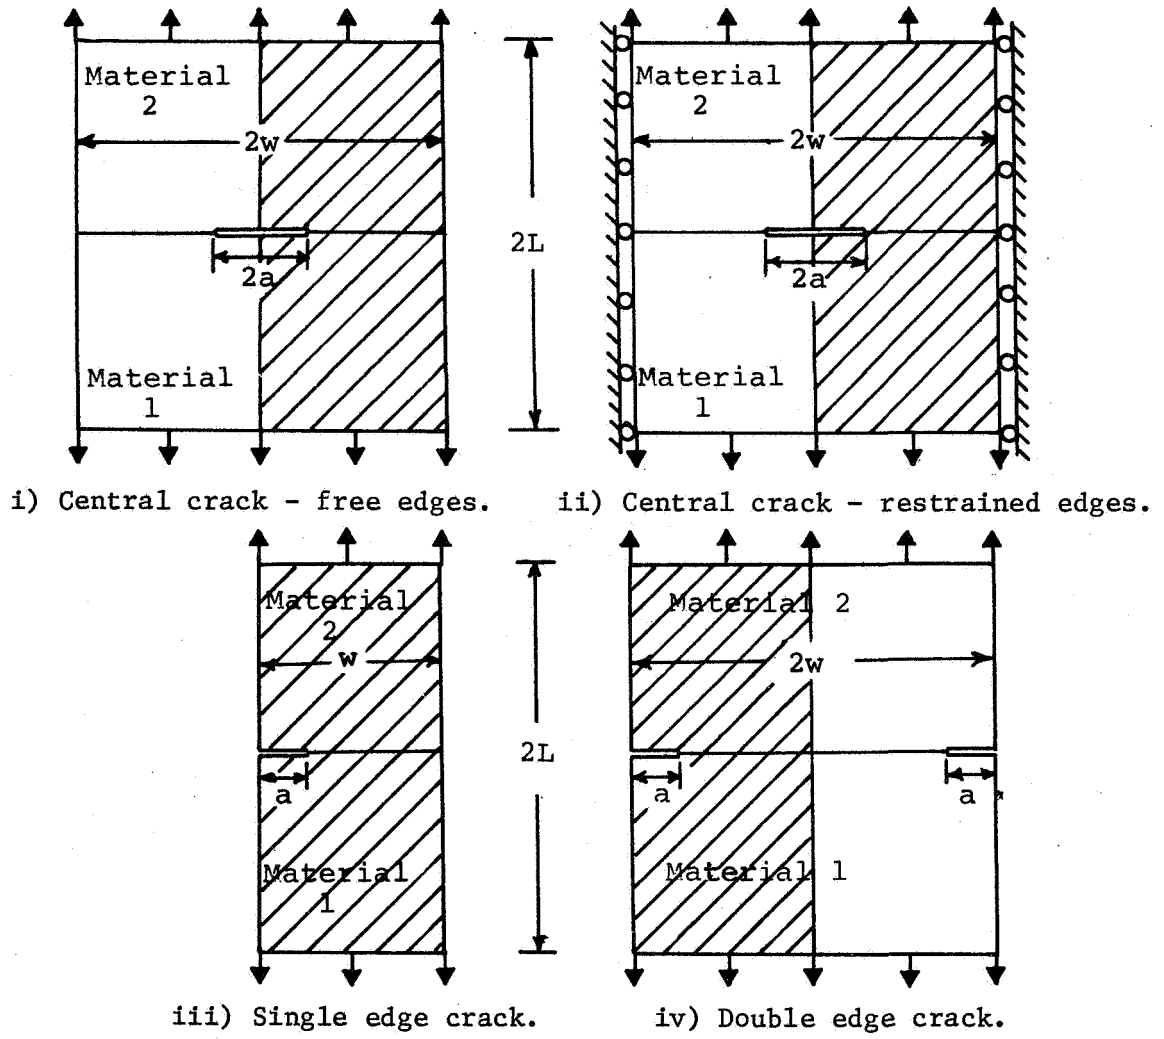 Material
2
2w
2a
Material
1
2L
Material
2
2w
2a
Material
1
i) Central crack - free edges.
ii) Central crack - restrained edges.
Material
2
w
a
Material
1
2L
Material 2
2w
a
a
Material 1
iii) Single edge crack.
iv) Double edge crack.